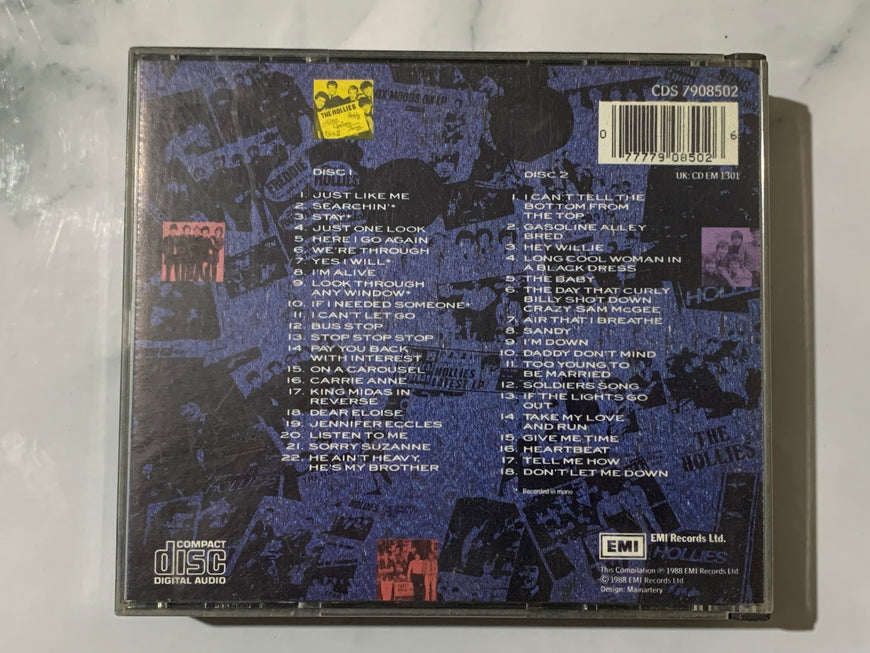 CDS 7908502
0 77779 08502 6
UK: CD EM 1301
THE HOLLIES
SIX MOODS ON LP
FREDDIE
HOLLIES
DISC 1
1. JUST LIKE ME
2. SEARCHIN'*
3. STAY*
4. JUST ONE LOOK
5. HERE I GO AGAIN
6. WE'RE THROUGH
7. YES I WILL*
8. I'M ALIVE
9. LOOK THROUGH
ANY WINDOW*
10. IF I NEEDED SOMEONE*
11. I CAN'T LET GO
12. BUS STOP
13. STOP STOP STOP
14. PAY YOU BACK
WITH INTEREST
15. ON A CAROUSEL
16. CARRIE ANNE
17. KING MIDAS IN
REVERSE
18. DEAR ELOISE
19. JENNIFER ECCLES
20. LISTEN TO ME
21. SORRY SUZANNE
22. HE AIN'T HEAVY,
HE'S MY BROTHER
DISC 2
1. I CAN'T TELL THE
BOTTOM FROM
THE TOP
2. GASOLINE ALLEY
BRED
3. HEY WILLIE
4. LONG COOL WOMAN IN
A BLACK DRESS
5. THE BABY
6. THE DAY THAT CURLY
BILLY SHOT DOWN
CRAZY SAM McGEE
7. AIR THAT I BREATHE
8. SANDY
9. I'M DOWN
10. DADDY DON'T MIND
11. TOO YOUNG TO
BE MARRIED
12. SOLDIERS SONG
13. IF THE LIGHTS GO
OUT
14. TAKE MY LOVE
AND RUN
15. GIVE ME TIME
16. HEARTBEAT
17. TELL ME HOW
18. DON'T LET ME DOWN
* Recorded in mono
HOLLIES
LATEST LP
THE
HOLLIES
HOLLIES
COMPACT
disc
DIGITAL AUDIO
EMI
EMI Records Ltd.
HOLLIES
This Compilation ℗ 1988 EMI Records Ltd.
© 1988 EMI Records Ltd
Design: Mainartery